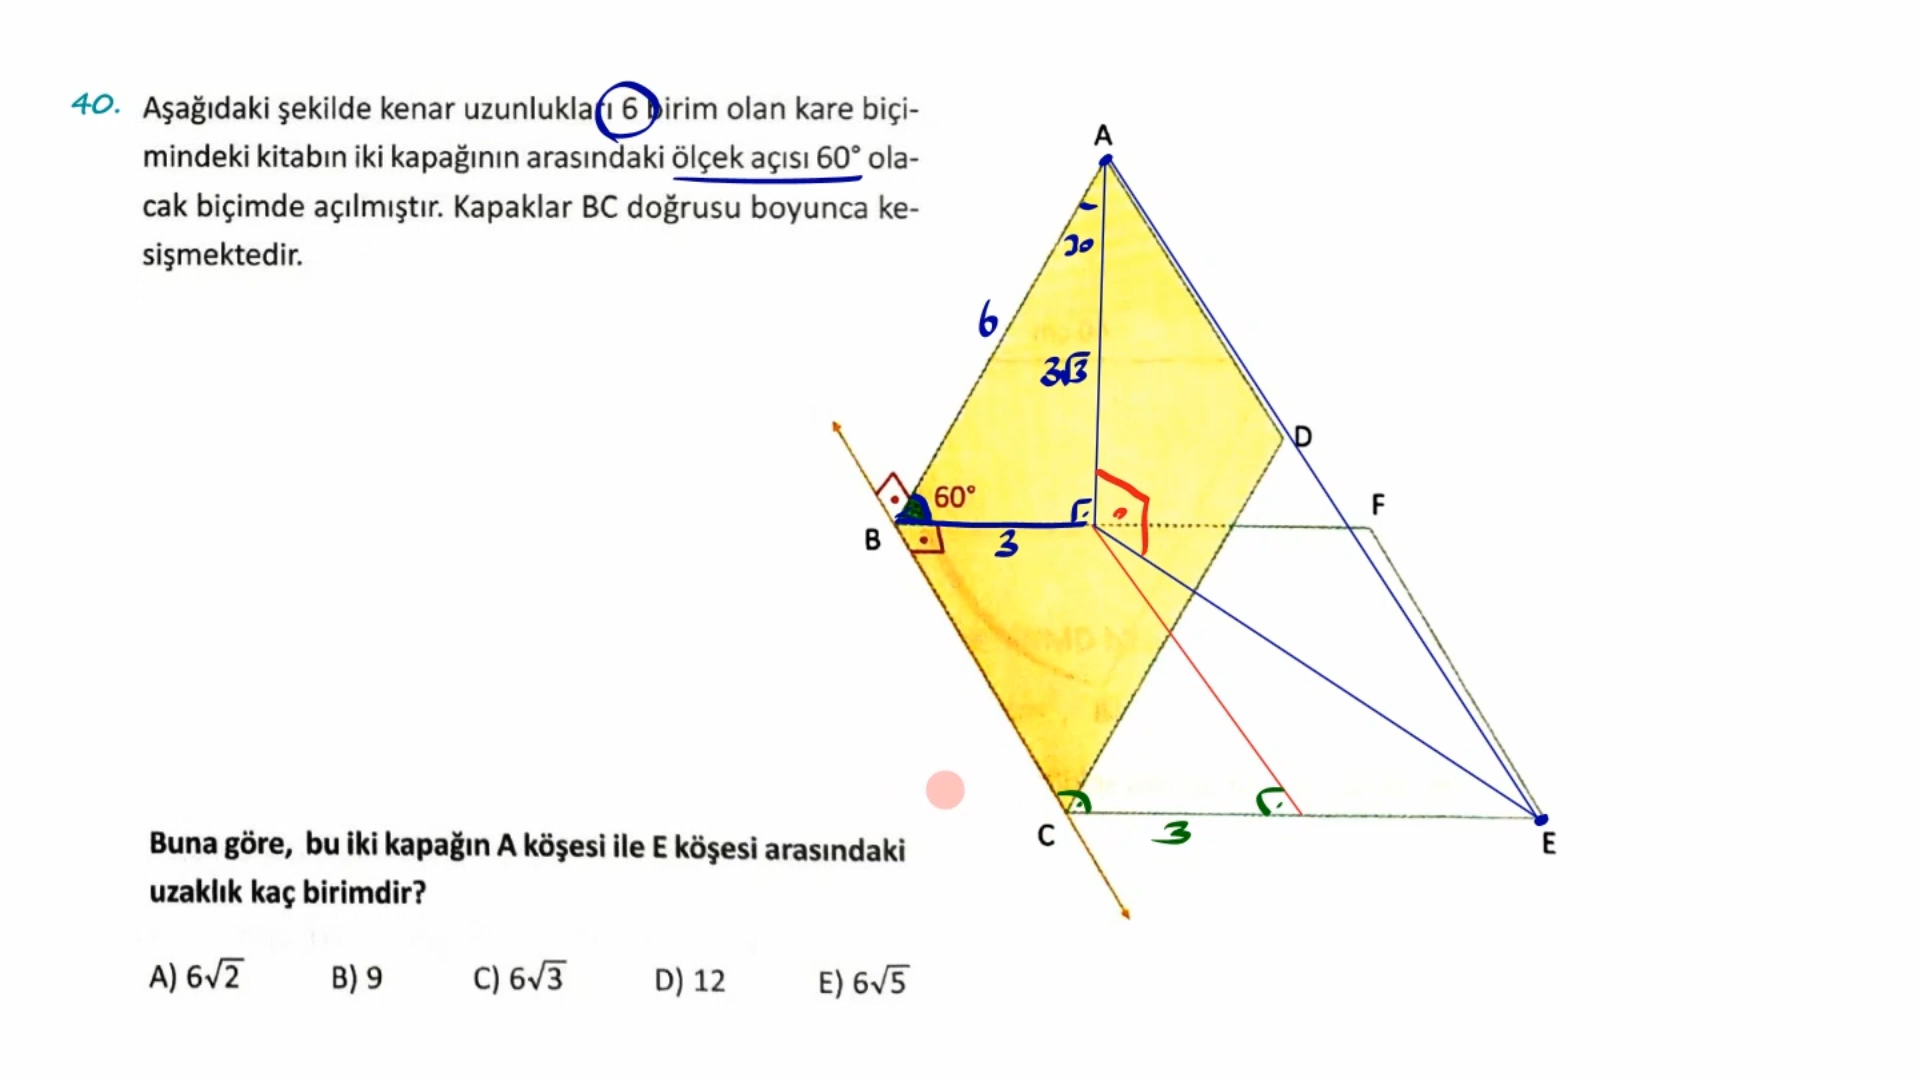 40. Aşağıdaki şekilde kenar uzunlukları 6 birim olan kare biçi-
mindeki kitabın iki kapağının arasındaki ölçek açısı 60° ola-
cak biçimde açılmıştır. Kapaklar BC doğrusu boyunca ke-
sişmektedir.
A
30
6
3√3
D
60°
F
B
3
C
3
E
Buna göre, bu iki kapağın A köşesi ile E köşesi arasındaki
uzaklık kaç birimdir?
A) 6√2 B) 9 C) 6√3 D) 12 E) 6√5